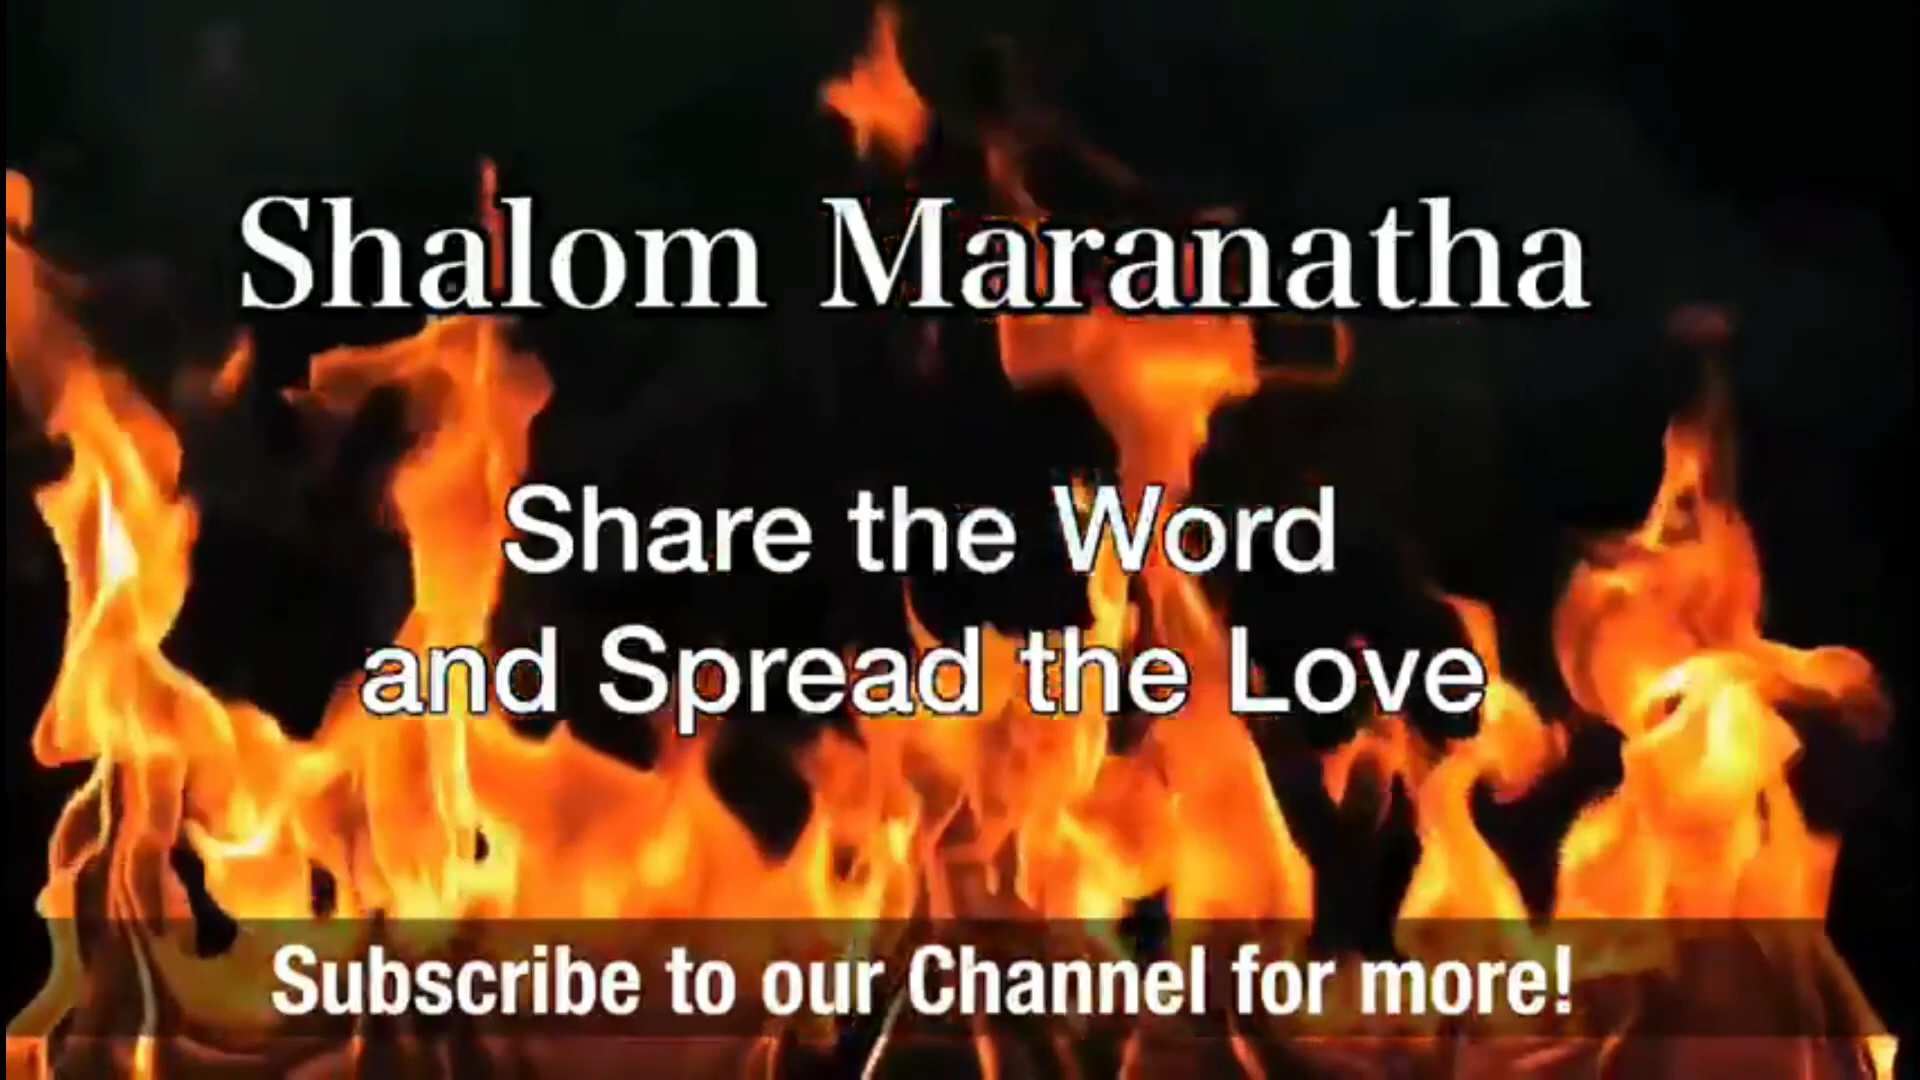 Shalom Maranatha
Share the Word
and Spread the Love
Subscribe to our Channel for more!